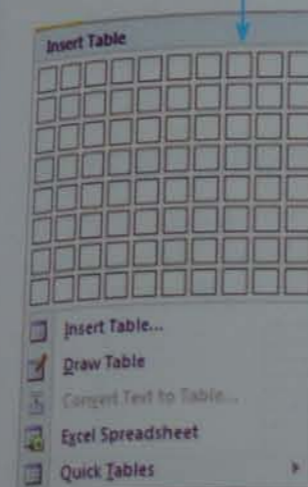 Insert Table
Insert Table...
Draw Table
Convert Text to Table...
Excel Spreadsheet
Quick Tables